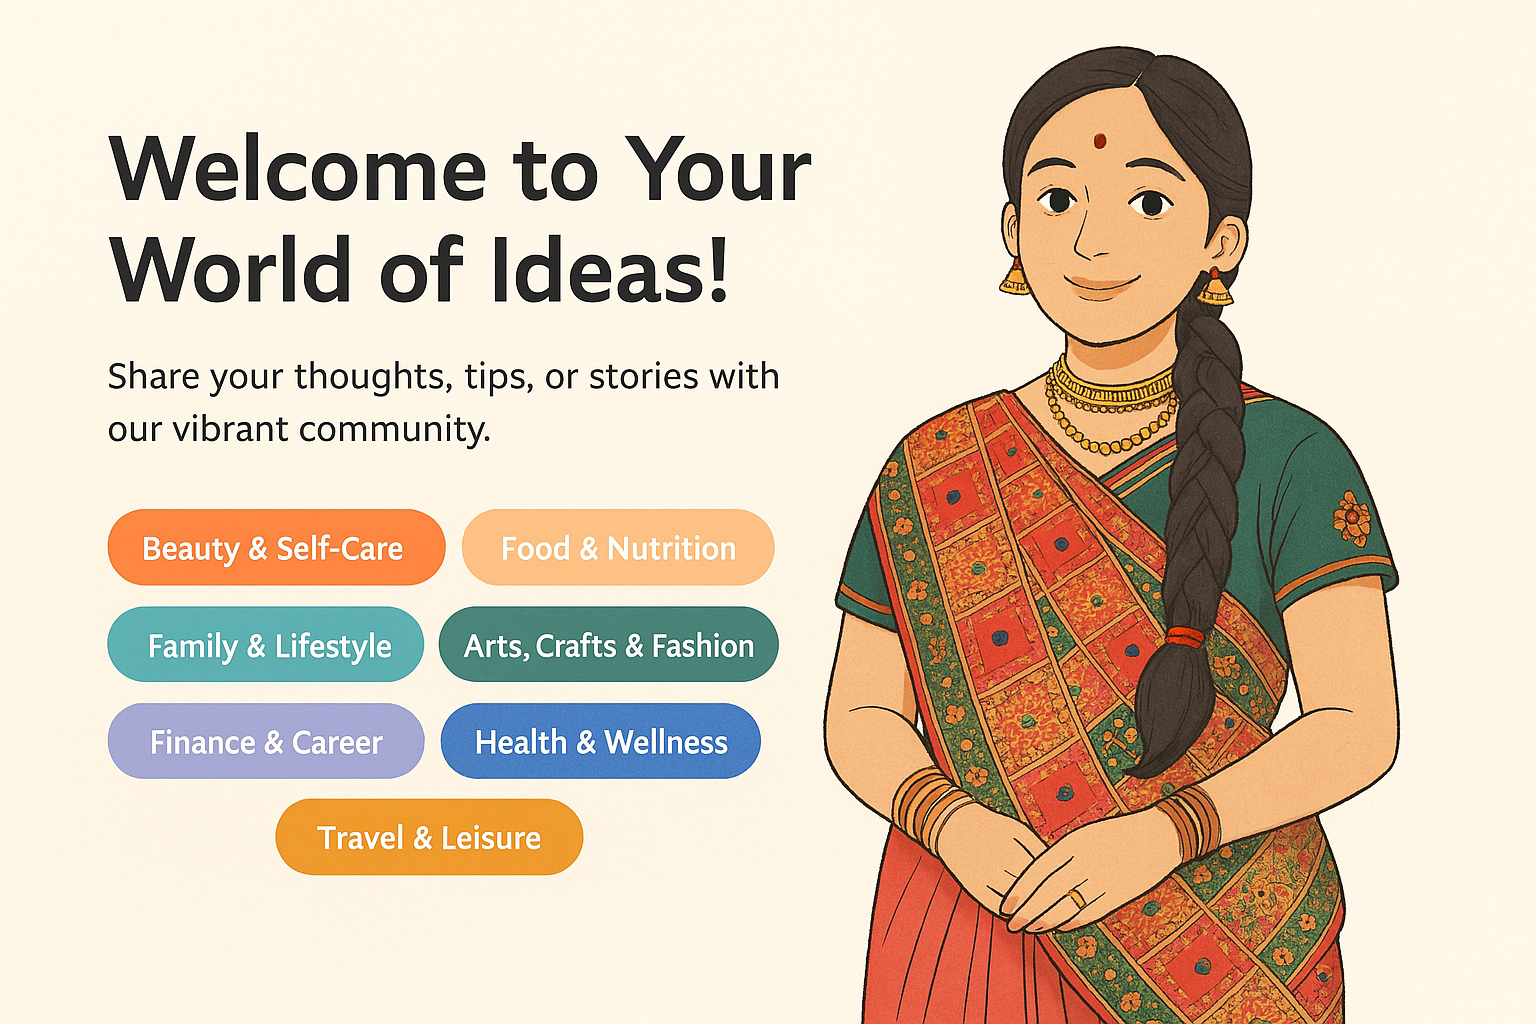 Welcome to Your
World of Ideas!
Share your thoughts, tips, or stories with
our vibrant community.
Beauty & Self-Care
Food & Nutrition
Family & Lifestyle
Arts, Crafts & Fashion
Finance & Career
Health & Wellness
Travel & Leisure